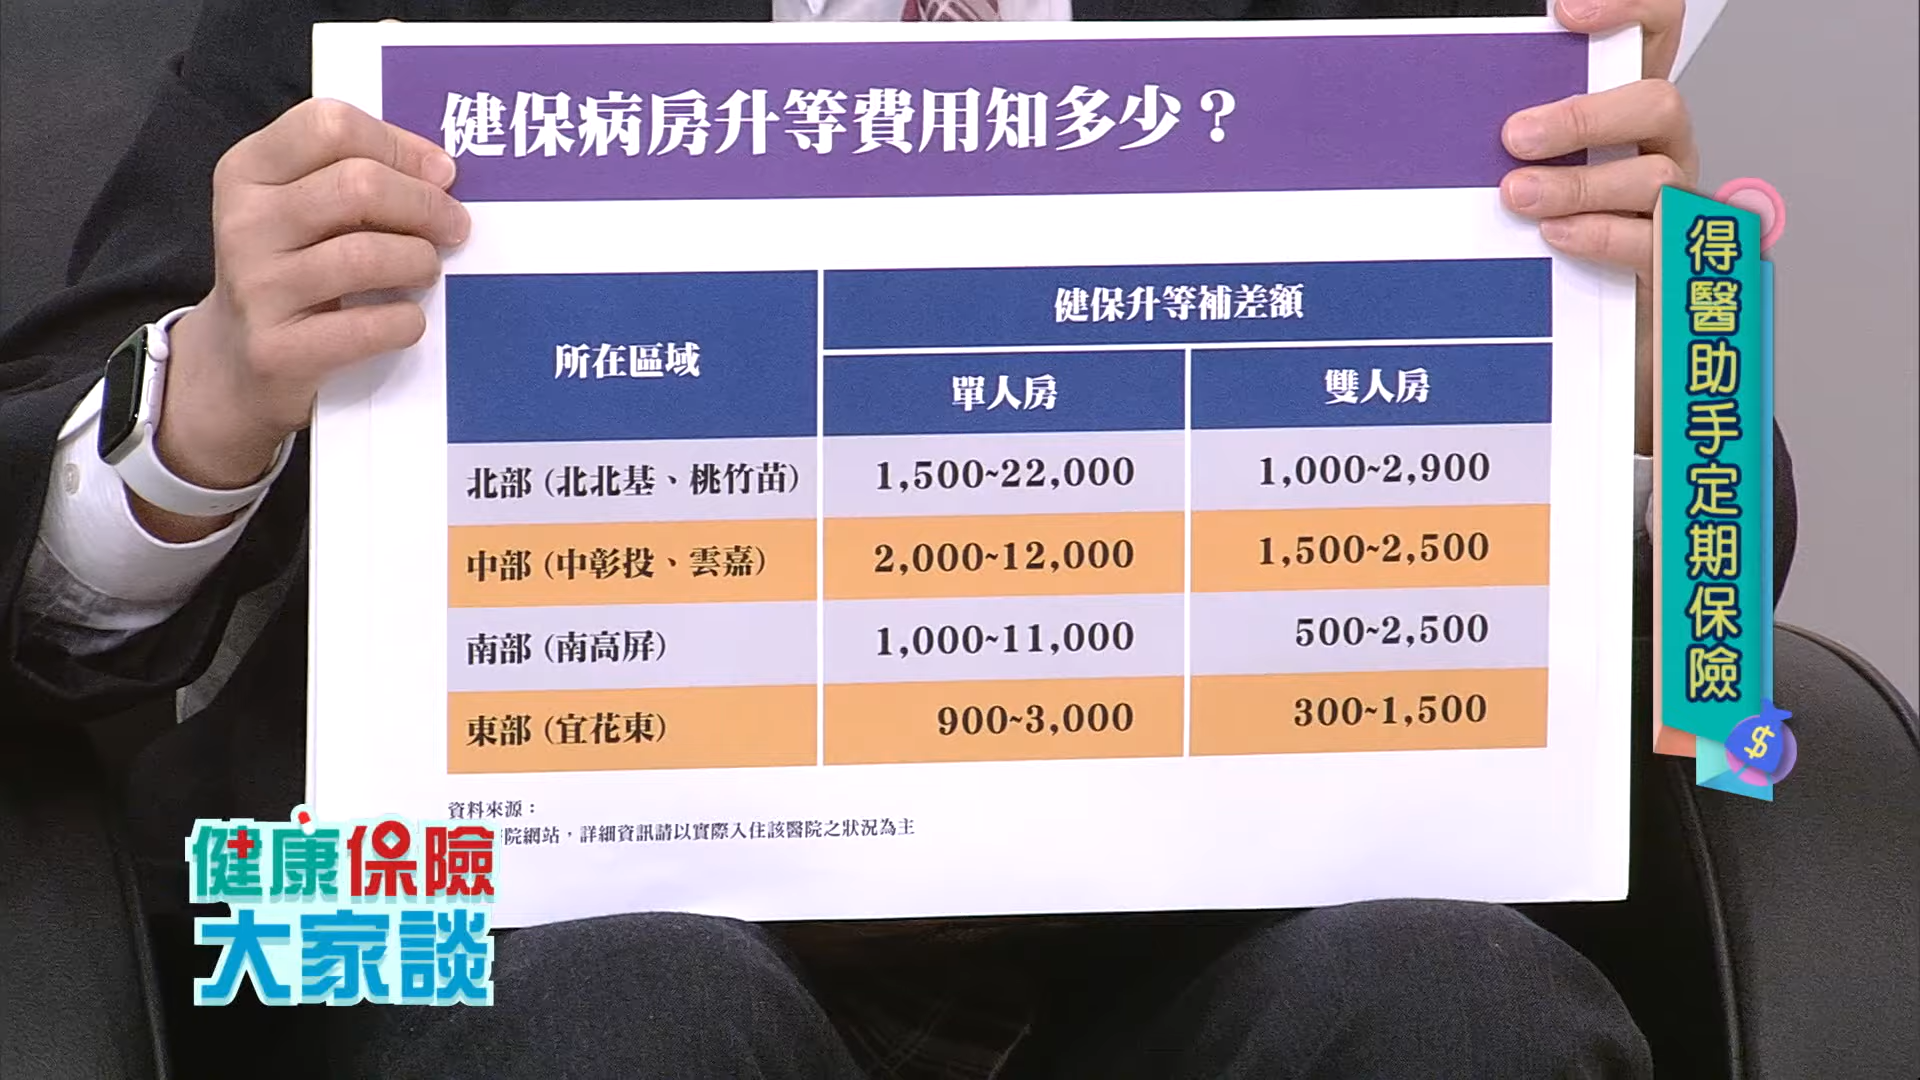 健保病房升等費用知多少？
所在區域
健保升等補差額
單人房
雙人房
北部 (北北基、桃竹苗)
1,500~22,000
1,000~2,900
中部 (中彰投、雲嘉)
2,000~12,000
1,500~2,500
南部 (南高屏)
1,000~11,000
500~2,500
東部 (宜花東)
900~3,000
300~1,500
資料來源：
院網站，詳細資訊請以實際入住該醫院之狀況為主
得醫助手定期保險
$
健康保險
大家談